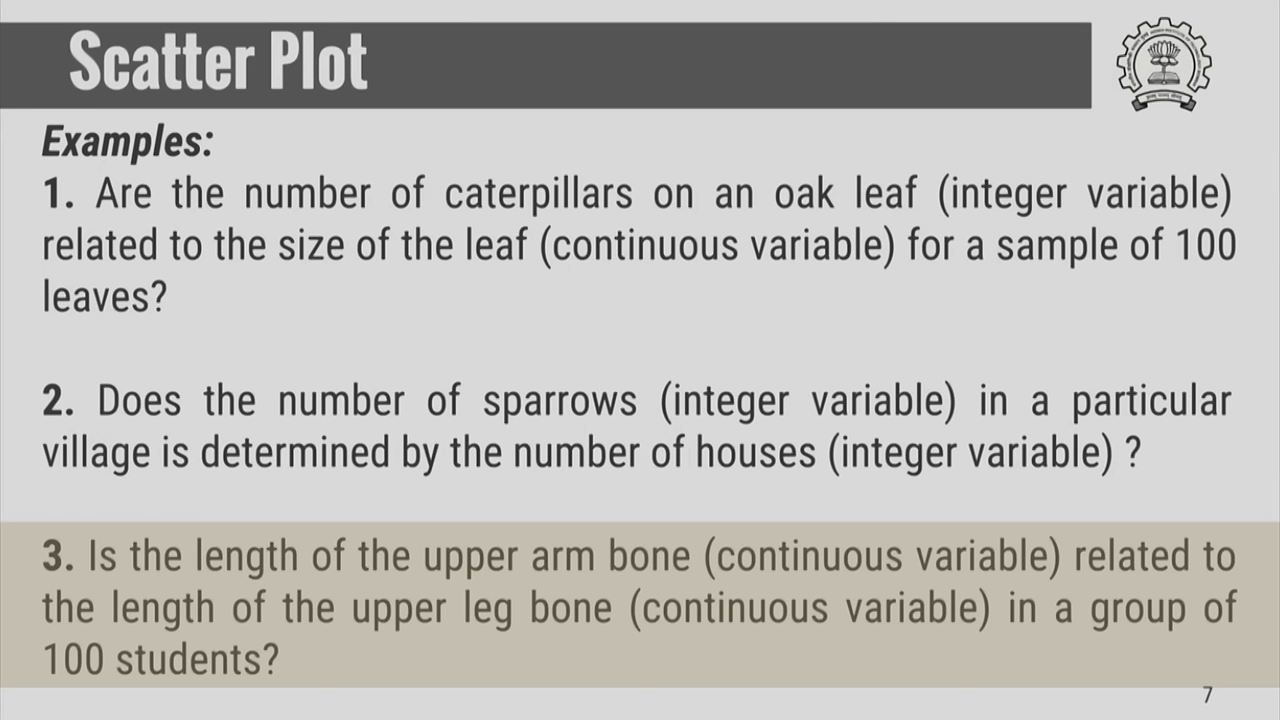 Scatter Plot
Examples:
1. Are the number of caterpillars on an oak leaf (integer variable)
related to the size of the leaf (continuous variable) for a sample of 100
leaves?
2. Does the number of sparrows (integer variable) in a particular
village is determined by the number of houses (integer variable) ?
3. Is the length of the upper arm bone (continuous variable) related to
the length of the upper leg bone (continuous variable) in a group of
100 students?
7